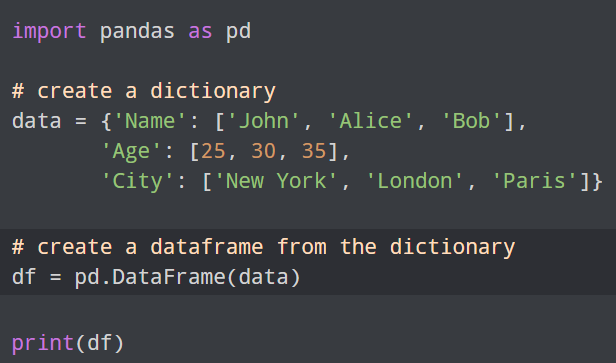 import pandas as pd
# create a dictionary
data = {'Name': ['John', 'Alice', 'Bob'],
'Age': [25, 30, 35],
'City': ['New York', 'London', 'Paris']}
# create a dataframe from the dictionary
df = pd.DataFrame(data)
print(df)